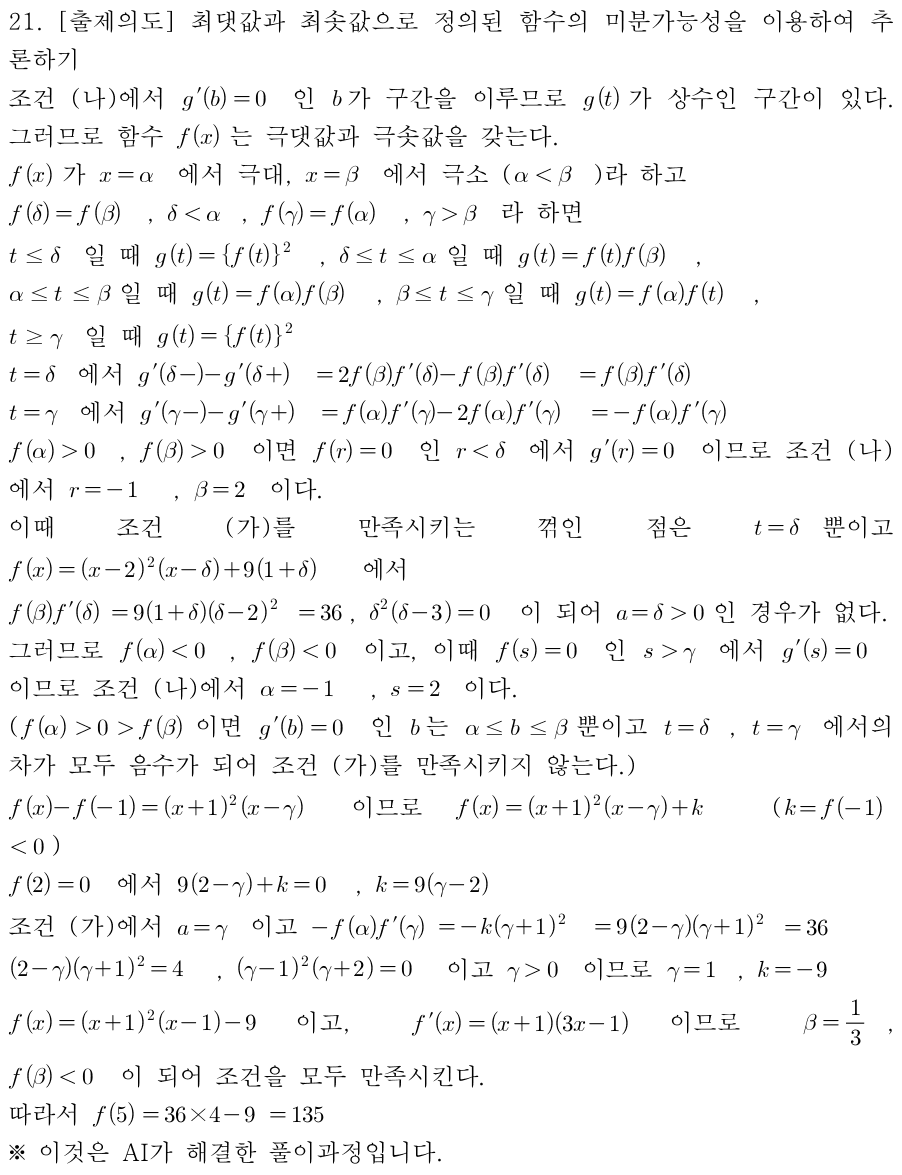 21. [출제의도] 최댓값과 최솟값으로 정의된 함수의 미분가능성을 이용하여 추
론하기
조건 (나)에서 g′(b)=0 인 b가 구간을 이루므로 g(t)가 상수인 구간이 있다.
그러므로 함수 f(x)는 극댓값과 극솟값을 갖는다.
f(x)가 x=α 에서 극대, x=β 에서 극소 (α<β )라 하고
f(δ)=f(β) , δ<α , f(γ)=f(α) , γ>β 라 하면
t≤δ 일 때 g(t)={f(t)}² , δ≤t≤α일 때 g(t)=f(t)f(β) ,
α≤t≤β일 때 g(t)=f(α)f(β) , β≤t≤γ일 때 g(t)=f(α)f(t) ,
t≥γ 일 때 g(t)={f(t)}²
t=δ 에서 g′(δ−)−g′(δ+) =2f(β)f′(δ)−f(β)f′(δ) =f(β)f′(δ)
t=γ 에서 g′(γ−)−g′(γ+) =f(α)f′(γ)−2f(α)f′(γ) =−f(α)f′(γ)
f(α)>0 , f(β)>0 이면 f(r)=0 인 r<δ 에서 g′(r)=0 이므로 조건 (나)
에서 r=−1 , β=2 이다.
이때 조건 (가)를 만족시키는 꺾인 점은 t=δ 뿐이고
f(x)=(x−2)²(x−δ)+9(1+δ) 에서
f(β)f′(δ) =9(1+δ)(δ−2)² =36, δ²(δ−3)=0 이 되어 a=δ>0인 경우가 없다.
그러므로 f(α)<0 , f(β)<0 이고, 이때 f(s)=0 인 s>γ 에서 g′(s)=0
이므로 조건 (나)에서 α=−1 , s=2 이다.
(f(α)>0>f(β)이면 g′(b)=0 인 b는 α≤b≤β뿐이고 t=δ , t=γ 에서의
차가 모두 음수가 되어 조건 (가)를 만족시키지 않는다.)
f(x)−f(−1)=(x+1)²(x−γ) 이므로 f(x)=(x+1)²(x−γ)+k (k=f(−1)
<0)
f(2)=0 에서 9(2−γ)+k=0 , k=9(γ−2)
조건 (가)에서 a=γ 이고 −f(α)f′(γ) =−k(γ+1)² =9(2−γ)(γ+1)² =36
(2−γ)(γ+1)²=4 , (γ−1)²(γ+2)=0 이고 γ>0 이므로 γ=1 , k=−9
f(x)=(x+1)²(x−1)−9 이고, f′(x)=(x+1)(3x−1) 이므로 β=1/3 ,
f(β)<0 이 되어 조건을 모두 만족시킨다.
따라서 f(5)=36×4−9 =135
※ 이것은 AI가 해결한 풀이과정입니다.